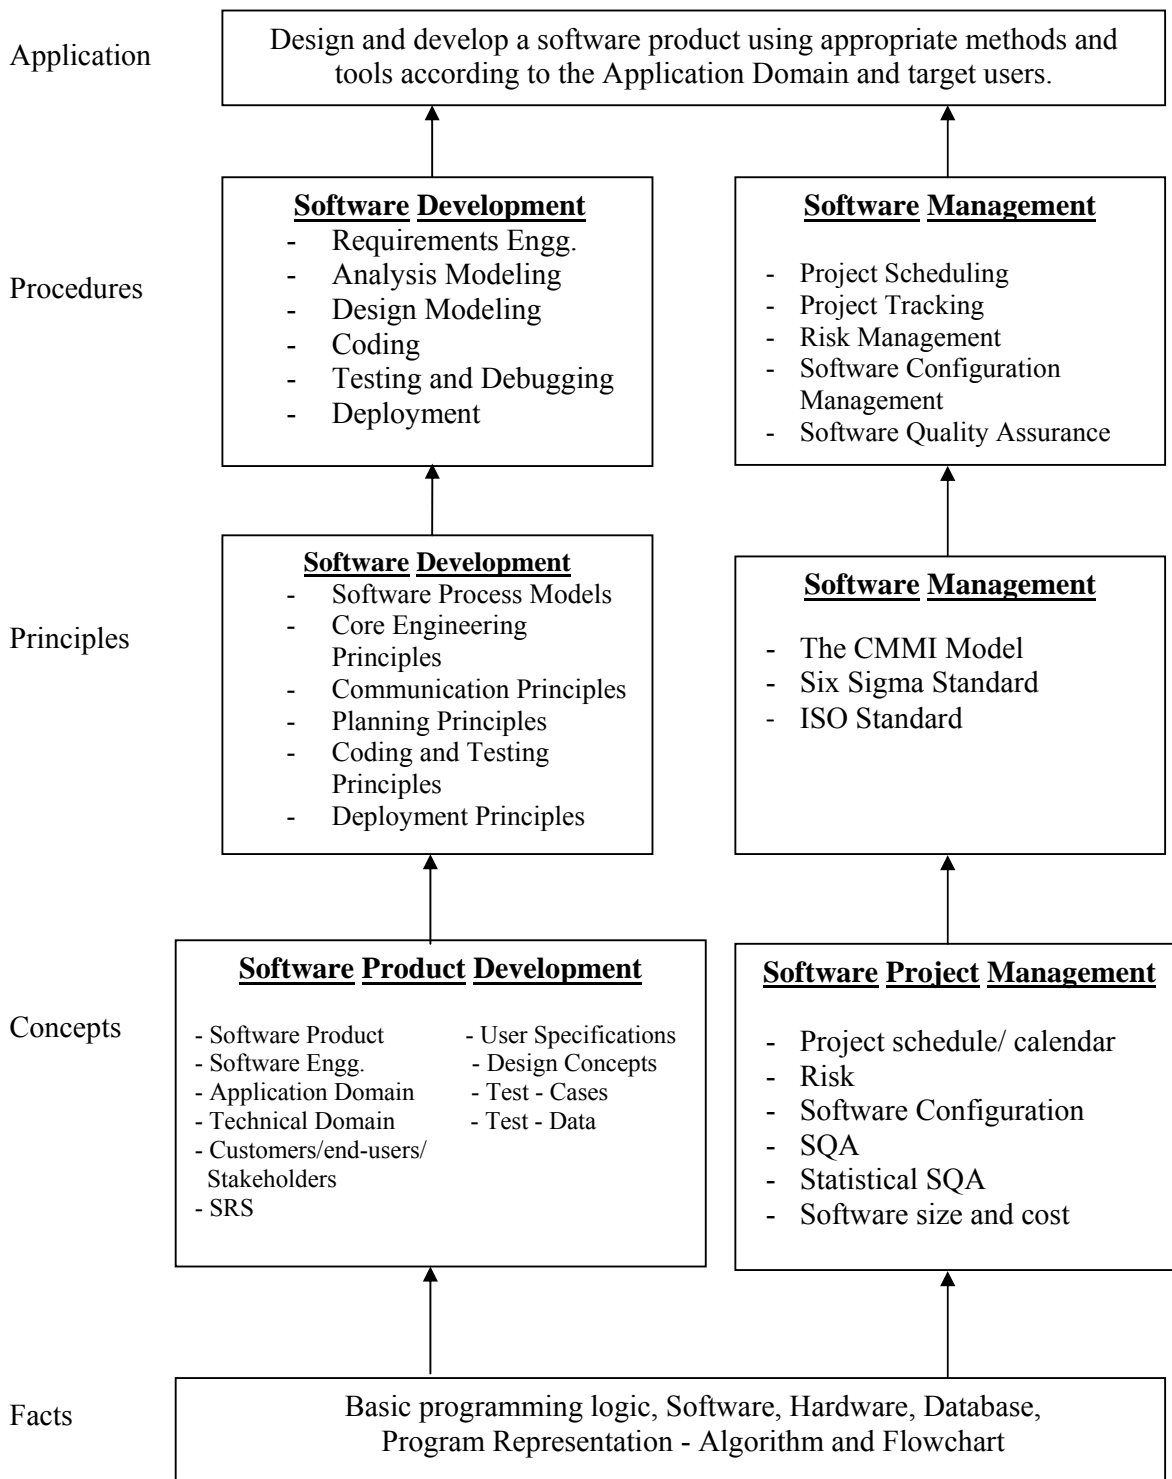 Application
Design and develop a software product using appropriate methods and
tools according to the Application Domain and target users.
Procedures
Software Development
- Requirements Engg.
- Analysis Modeling
- Design Modeling
- Coding
- Testing and Debugging
- Deployment
Software Management
- Project Scheduling
- Project Tracking
- Risk Management
- Software Configuration
Management
- Software Quality Assurance
Principles
Software Development
- Software Process Models
- Core Engineering
Principles
- Communication Principles
- Planning Principles
- Coding and Testing
Principles
- Deployment Principles
Software Management
- The CMMI Model
- Six Sigma Standard
- ISO Standard
Concepts
Software Product Development
- Software Product
- Software Engg.
- Application Domain
- Technical Domain
- Customers/end-users/
Stakeholders
- SRS
- User Specifications
- Design Concepts
- Test - Cases
- Test - Data
Software Project Management
- Project schedule/ calendar
- Risk
- Software Configuration
- SQA
- Statistical SQA
- Software size and cost
Facts
Basic programming logic, Software, Hardware, Database,
Program Representation - Algorithm and Flowchart